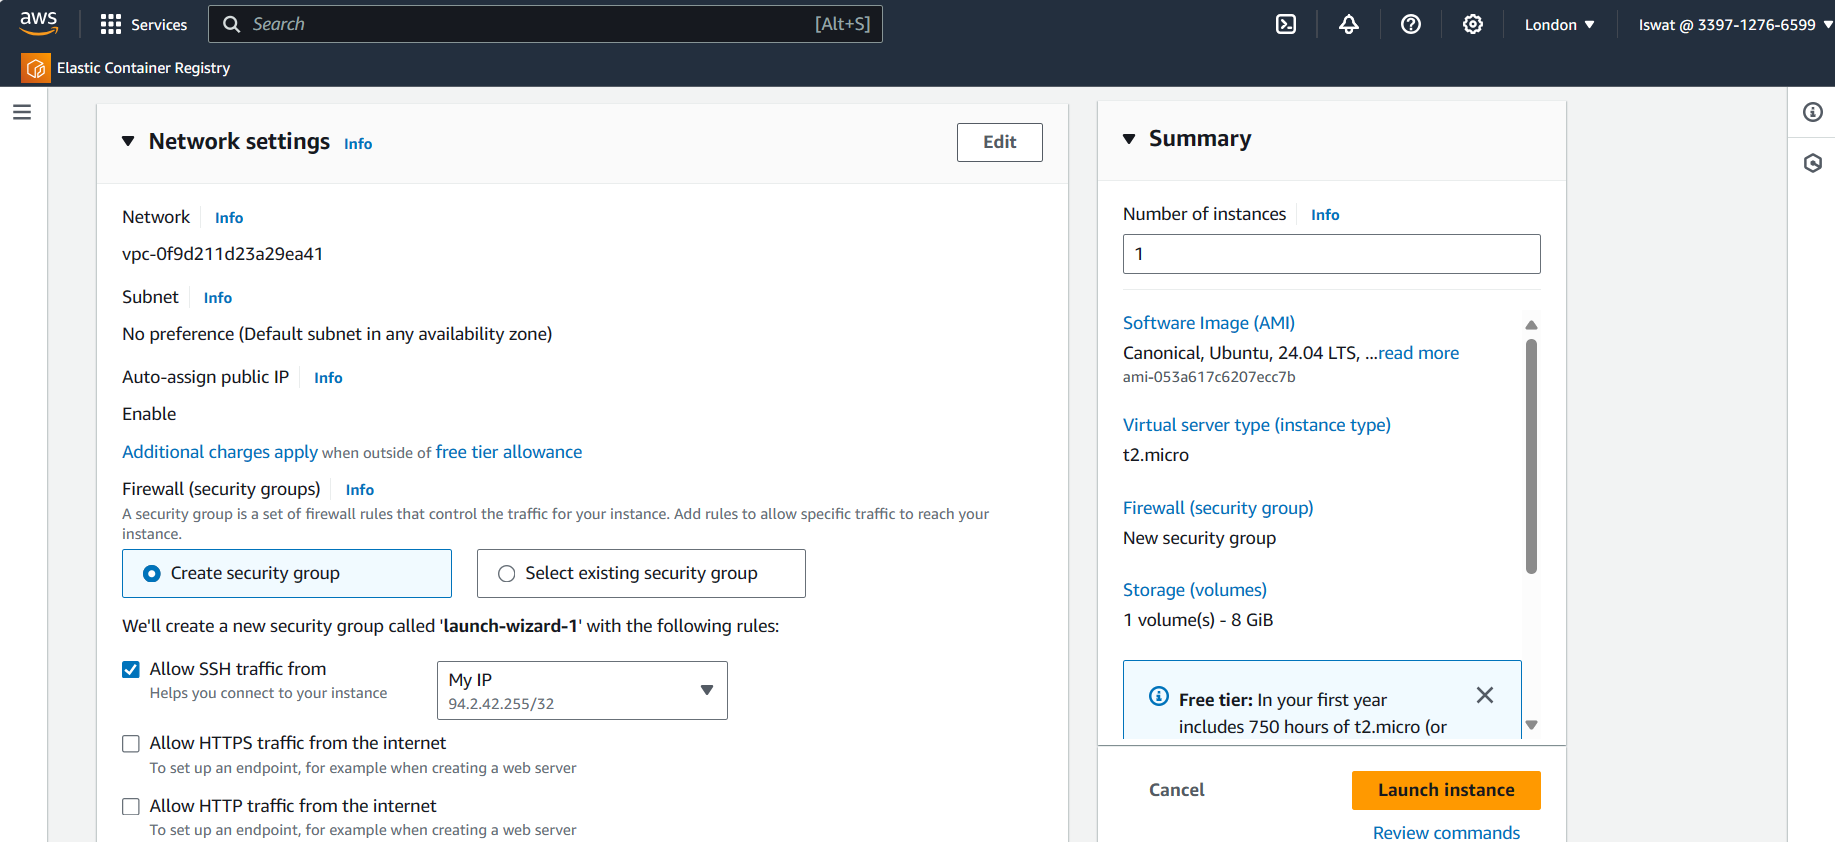 aws
Services
Search [Alt+S]
London
Iswat @ 3397-1276-6599
Elastic Container Registry
Network settings Info
Edit
Network Info
vpc-0f9d211d23a29ea41
Subnet Info
No preference (Default subnet in any availability zone)
Auto-assign public IP Info
Enable
Additional charges apply when outside of free tier allowance
Firewall (security groups) Info
A security group is a set of firewall rules that control the traffic for your instance. Add rules to allow specific traffic to reach your
instance.
Create security group
Select existing security group
We'll create a new security group called 'launch-wizard-1' with the following rules:
Allow SSH traffic from
Helps you connect to your instance
My IP
94.2.42.255/32
Allow HTTPS traffic from the internet
To set up an endpoint, for example when creating a web server
Allow HTTP traffic from the internet
To set up an endpoint, for example when creating a web server
Summary
Number of instances Info
1
Software Image (AMI)
Canonical, Ubuntu, 24.04 LTS, ...read more
ami-053a617c6207ecc7b
Virtual server type (instance type)
t2.micro
Firewall (security group)
New security group
Storage (volumes)
1 volume(s) - 8 GiB
Free tier: In your first year
includes 750 hours of t2.micro (or
Cancel
Launch instance
Review commands